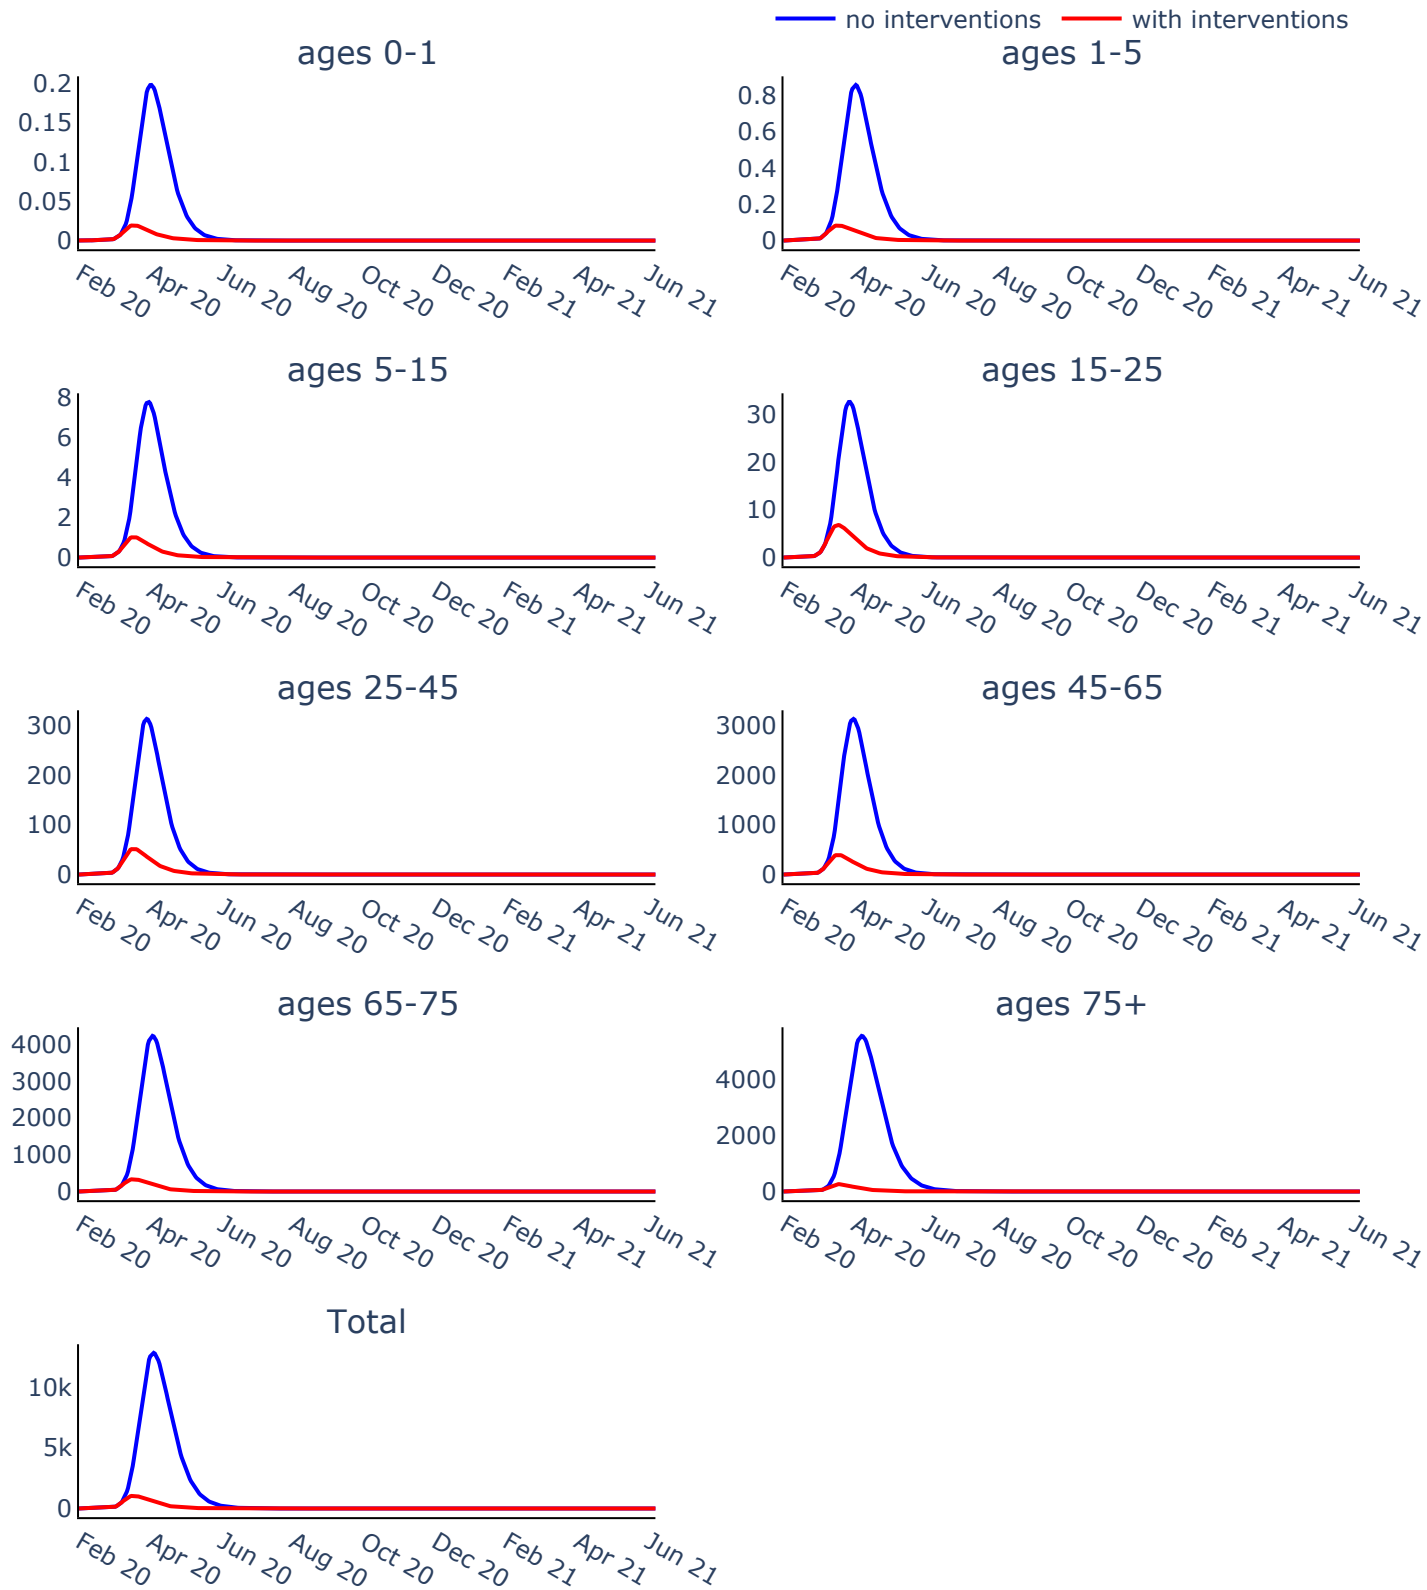 no interventions with interventions
ages 0-1
0.2
0.15
0.1
0.05
0
Feb 20 Apr 20 Jun 20 Aug 20 Oct 20 Dec 20 Feb 21 Apr 21 Jun 21
ages 1-5
0.8
0.6
0.4
0.2
0
Feb 20 Apr 20 Jun 20 Aug 20 Oct 20 Dec 20 Feb 21 Apr 21 Jun 21
ages 5-15
8
6
4
2
0
Feb 20 Apr 20 Jun 20 Aug 20 Oct 20 Dec 20 Feb 21 Apr 21 Jun 21
ages 15-25
30
20
10
0
Feb 20 Apr 20 Jun 20 Aug 20 Oct 20 Dec 20 Feb 21 Apr 21 Jun 21
ages 25-45
300
200
100
0
Feb 20 Apr 20 Jun 20 Aug 20 Oct 20 Dec 20 Feb 21 Apr 21 Jun 21
ages 45-65
3000
2000
1000
0
Feb 20 Apr 20 Jun 20 Aug 20 Oct 20 Dec 20 Feb 21 Apr 21 Jun 21
ages 65-75
4000
3000
2000
1000
0
Feb 20 Apr 20 Jun 20 Aug 20 Oct 20 Dec 20 Feb 21 Apr 21 Jun 21
ages 75+
4000
2000
0
Feb 20 Apr 20 Jun 20 Aug 20 Oct 20 Dec 20 Feb 21 Apr 21 Jun 21
Total
10k
5k
0
Feb 20 Apr 20 Jun 20 Aug 20 Oct 20 Dec 20 Feb 21 Apr 21 Jun 21